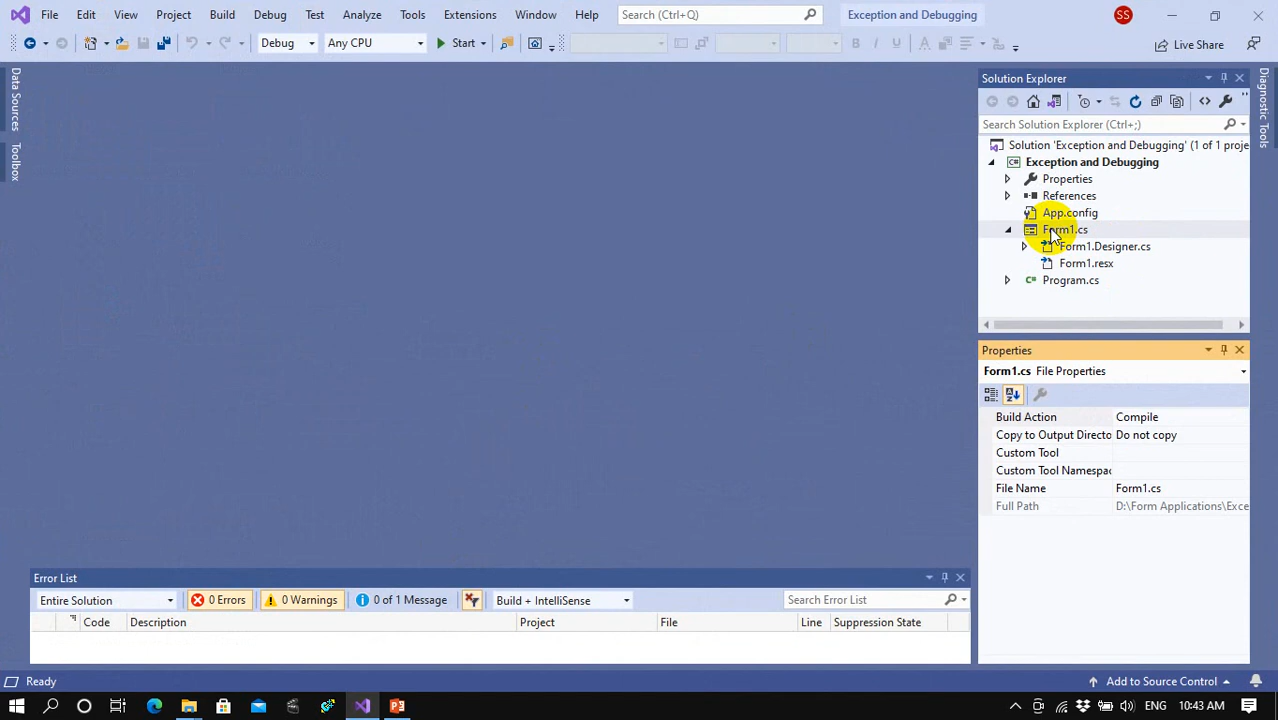 File Edit View Project Build Debug Test Analyze Tools Extensions Window Help Search (Ctrl+Q) Exception and Debugging SS
Debug Any CPU Start Live Share
Data Sources
Toolbox
Solution Explorer
Search Solution Explorer (Ctrl+;)
Solution 'Exception and Debugging' (1 of 1 proje
Exception and Debugging
Properties
References
App.config
Form1.cs
Form1.Designer.cs
Form1.resx
Program.cs
Diagnostic Tools
Properties
Form1.cs File Properties
Build Action Compile
Copy to Output Directo Do not copy
Custom Tool
Custom Tool Namespac
File Name Form1.cs
Full Path D:\Form Applications\Exce
Error List
Entire Solution 0 Errors 0 Warnings 0 of 1 Message Build + IntelliSense Search Error List
Code Description Project File Line Suppression State
Ready Add to Source Control
ENG 10:43 AM